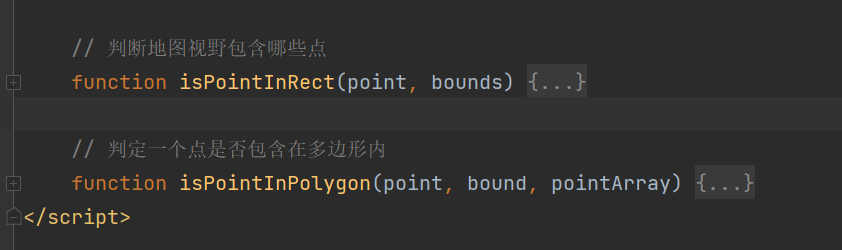 // 判断地图视野包含哪些点
function isPointInRect(point, bounds) {...}
// 判定一个点是否包含在多边形内
function isPointInPolygon(point, bound, pointArray) {...}
</script>